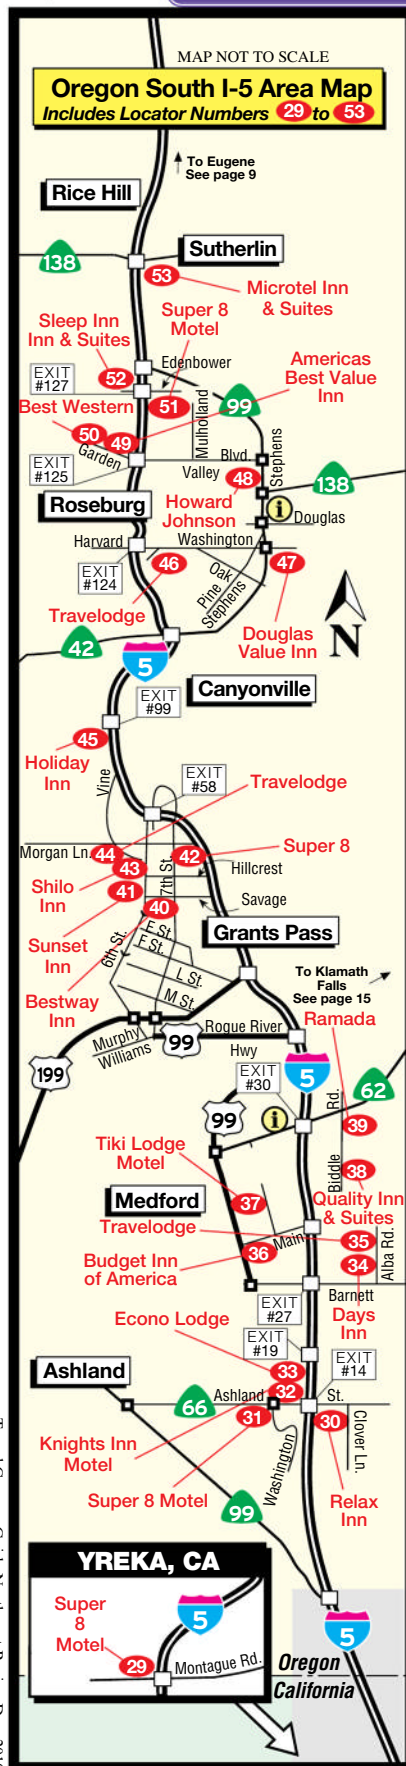 MAP NOT TO SCALE
Oregon South I-5 Area Map
Includes Locator Numbers 29 to 53
To Eugene
See page 9
Rice Hill
138
Sutherlin
53
Microtel Inn
& Suites
Sleep Inn
Inn & Suites
Super 8
Motel
52
Edenbower
EXIT
#127
Americas
Best Value
Inn
Best Western
51
Mulholland
99
50
49
Garden
Valley
Blvd.
Stephens
EXIT
#125
48
138
Roseburg
Howard
Johnson
i
Douglas
Harvard
Washington
EXIT
#124
46
Oak
Pine
Stephens
47
Travelodge
Douglas
Value Inn
N
42
5
Canyonville
EXIT
#99
45
Holiday
Inn
Vine
EXIT
#58
Travelodge
Morgan Ln.
44
43
7th St.
42
Super 8
Hillcrest
Shilo
Inn
41
40
Savage
Sunset
Inn
6th St.
E St.
F St.
Grants Pass
L St.
M St.
Bestway
Inn
To Klamath
Falls
See page 15
Murphy
Williams
99
Rogue River
Hwy
Ramada
199
5
EXIT
#30
62
99
i
Rd.
Biddle
39
Tiki Lodge
Motel
38
Medford
37
Quality Inn
& Suites
Travelodge
Main
35
Alba Rd.
Budget Inn
of America
36
34
Barnett
EXIT
#27
Days
Inn
Econo Lodge
EXIT
#19
EXIT
#14
Ashland
33
32
66
Ashland
St.
31
30
Clover Ln.
Knights Inn
Motel
Washington
Super 8 Motel
Relax
Inn
99
YREKA, CA
Super
8
Motel
5
29
Montague Rd.
5
Oregon
California